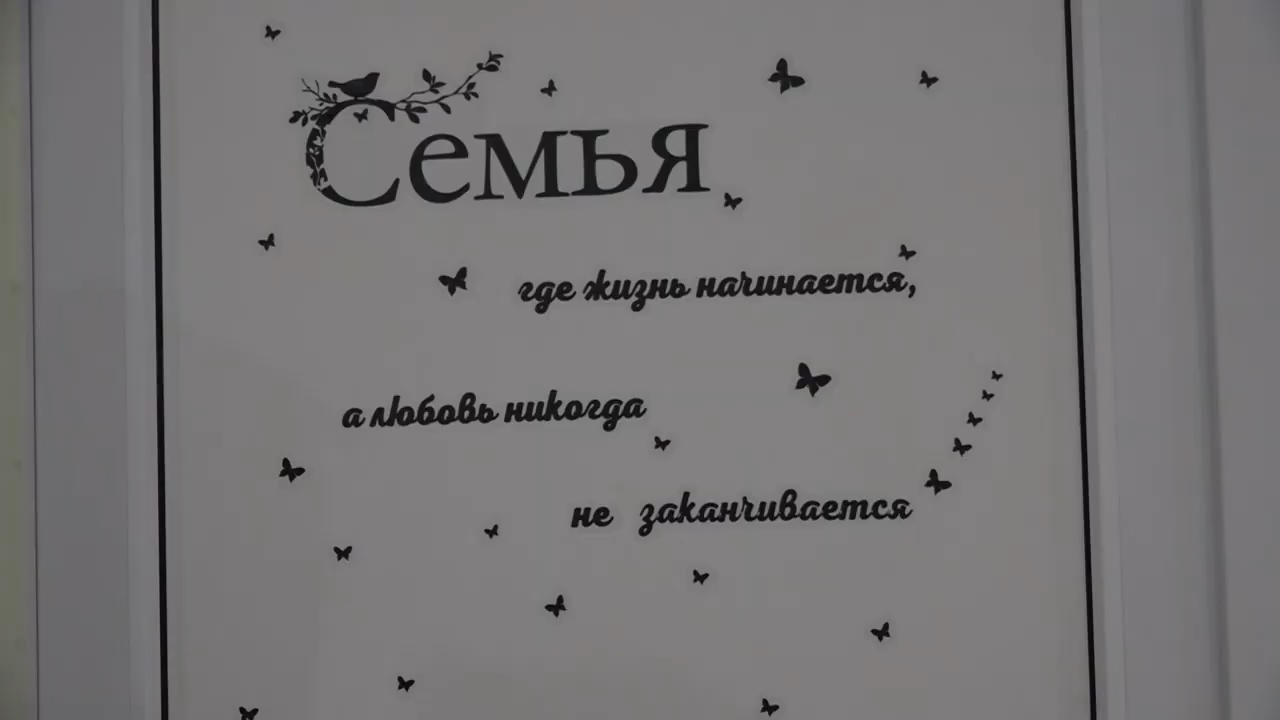 Семья
где жизнь начинается,
а любовь никогда
не заканчивается